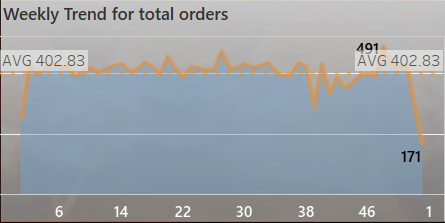 Weekly Trend for total orders
491
AVG 402.83 AVG 402.83
171
6 14 22 30 38 46 1